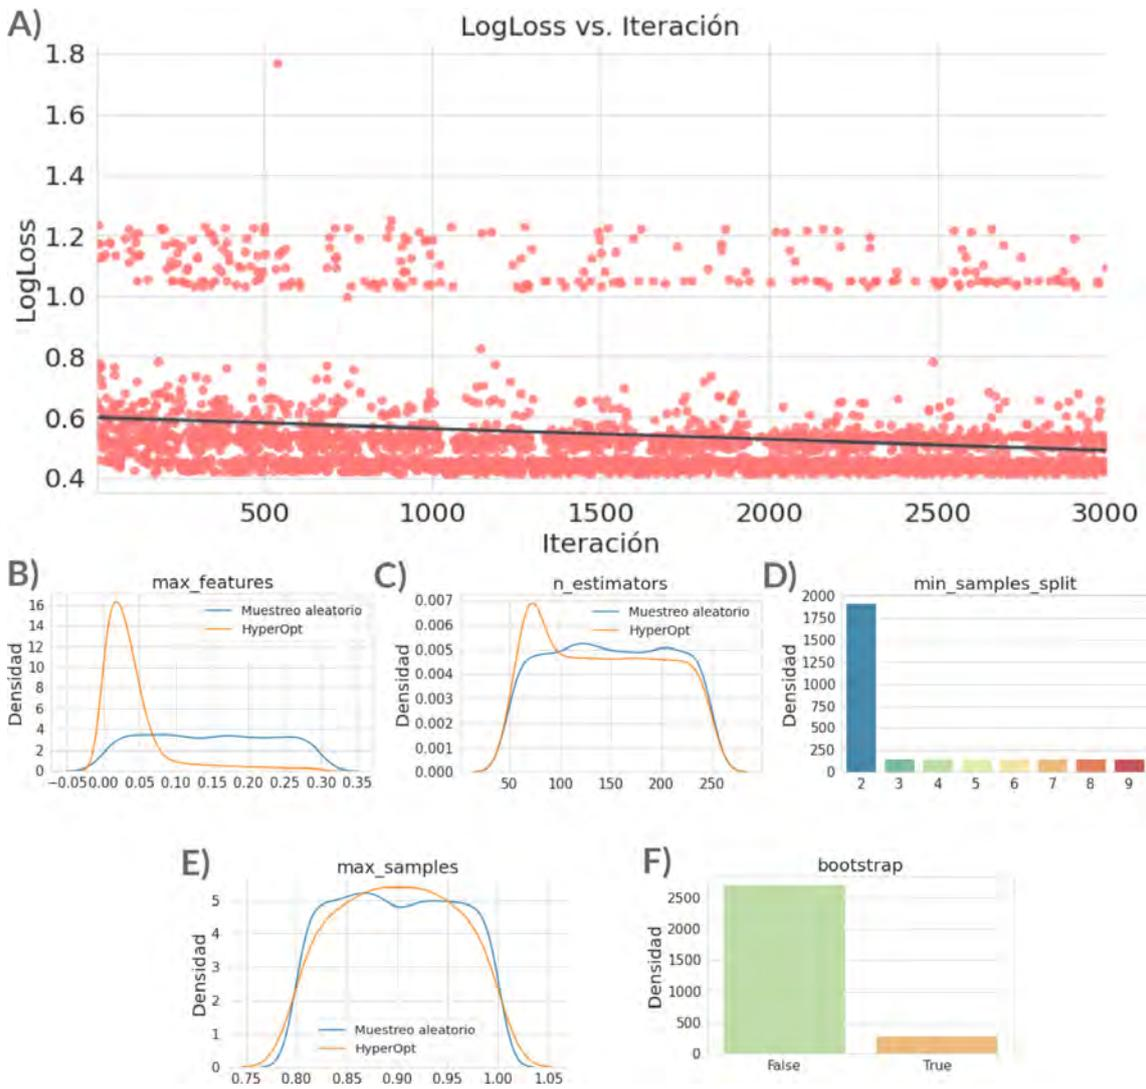 A)
LogLoss vs. Iteración
1.8
1.6
1.4
1.2
1.0
0.8
0.6
0.4
LogLoss
500 1000 1500 2000 2500 3000
Iteración
B)
max_features
16
14
12
10
8
6
4
2
0
Densidad
Muestreo aleatorio
HyperOpt
−0.05 0.00 0.05 0.10 0.15 0.20 0.25 0.30 0.35
C)
n_estimators
0.007
0.006
0.005
0.004
0.003
0.002
0.001
0.000
Densidad
Muestreo aleatorio
HyperOpt
50 100 150 200 250
D)
min_samples_split
2000
1750
1500
1250
1000
750
500
250
0
Densidad
2 3 4 5 6 7 8 9
E)
max_samples
5
4
3
2
1
0
Densidad
Muestreo aleatorio
HyperOpt
0.75 0.80 0.85 0.90 0.95 1.00 1.05
F)
bootstrap
2500
2000
1500
1000
500
0
Densidad
False True